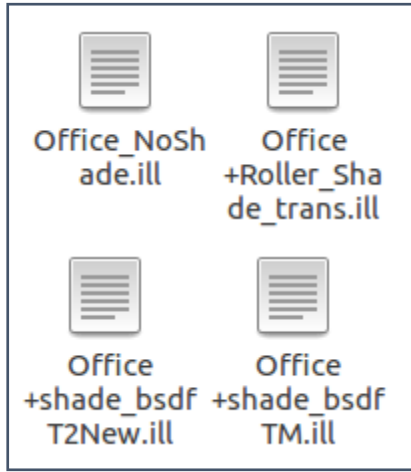 Office_NoSh
ade.ill
Office
+Roller_Sha
de_trans.ill
Office
+shade_bsdf
T2New.ill
Office
+shade_bsdf
TM.ill